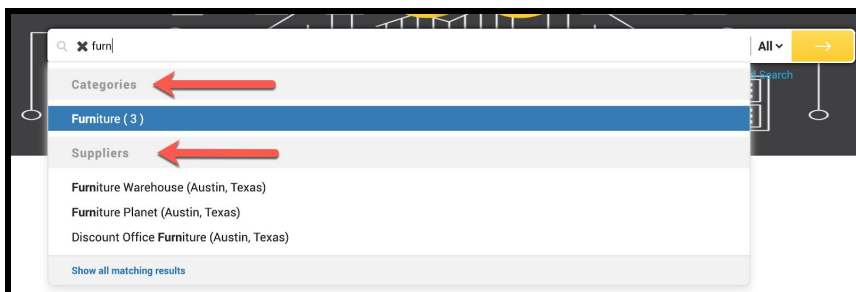 furn
All
d Search
Categories
Furniture ( 3 )
Suppliers
Furniture Warehouse (Austin, Texas)
Furniture Planet (Austin, Texas)
Discount Office Furniture (Austin, Texas)
Show all matching results